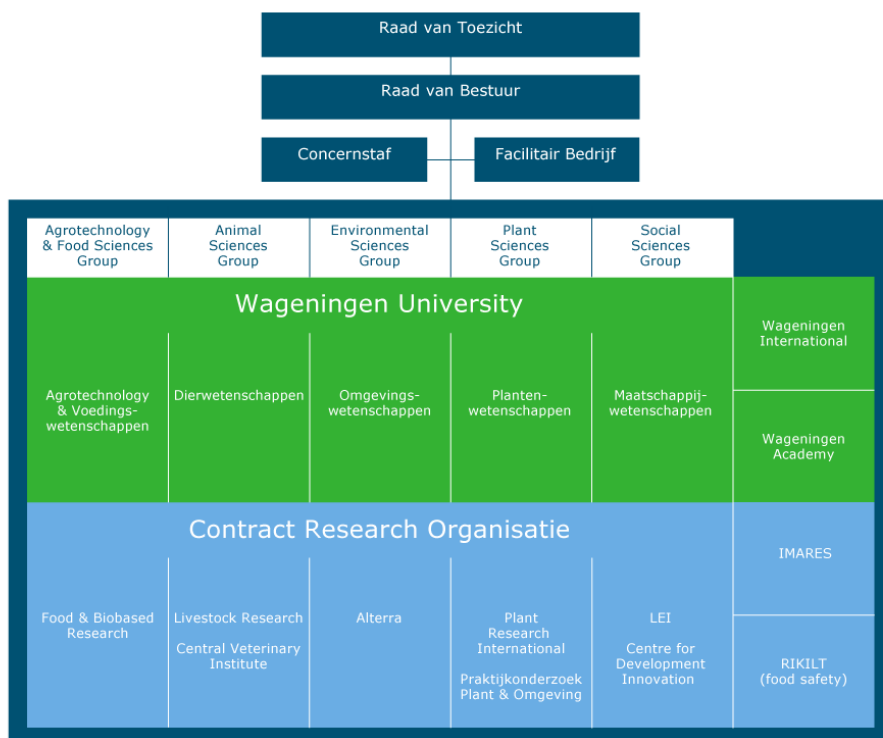 Raad van Toezicht
Raad van Bestuur
Concernstaf
Facilitair Bedrijf
Agrotechnology
& Food Sciences
Group
Animal
Sciences
Group
Environmental
Sciences
Group
Plant
Sciences
Group
Social
Sciences
Group
Wageningen University
Agrotechnology
& Voedings-
wetenschappen
Dierwetenschappen
Omgevings-
wetenschappen
Planten-
wetenschappen
Maatschappij-
wetenschappen
Wageningen
International
Wageningen
Academy
Contract Research Organisatie
Food & Biobased
Research
Livestock Research
Central Veterinary
Institute
Alterra
Plant
Research
International
Praktijkonderzoek
Plant & Omgeving
LEI
Centre for
Development
Innovation
IMARES
RIKILT
(food safety)